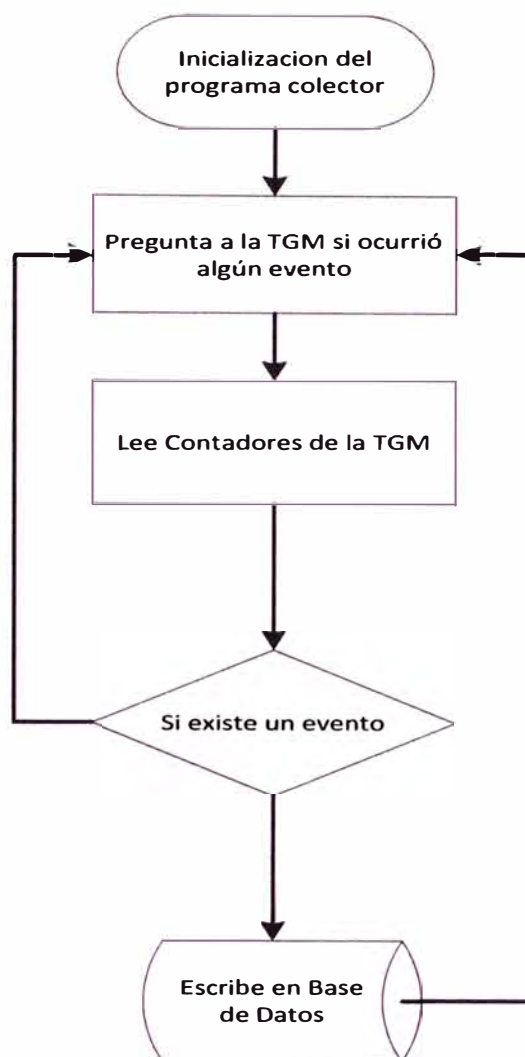 Inicializacion del
programa colector
Pregunta a la TGM si ocurrió
algún evento
Lee Contadores de la TGM
Si existe un evento
Escribe en Base
de Datos